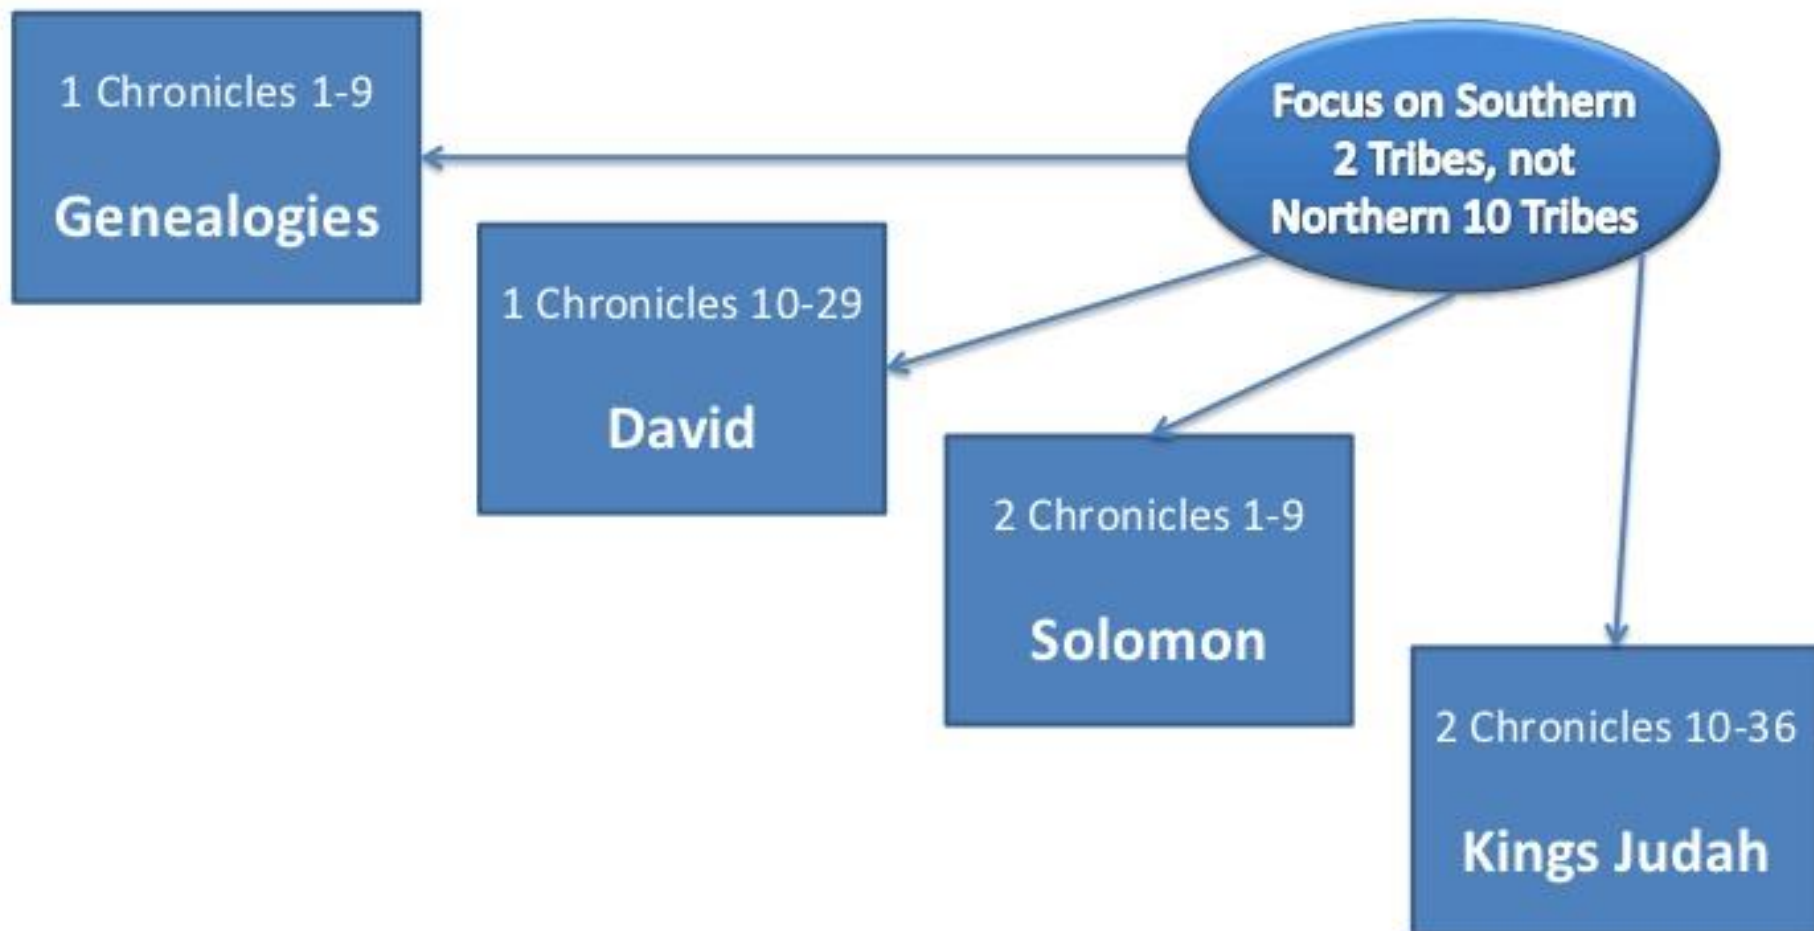 1 Chronicles 1-9
Genealogies
Focus on Southern
2 Tribes, not
Northern 10 Tribes
1 Chronicles 10-29
David
2 Chronicles 1-9
Solomon
2 Chronicles 10-36
Kings Judah